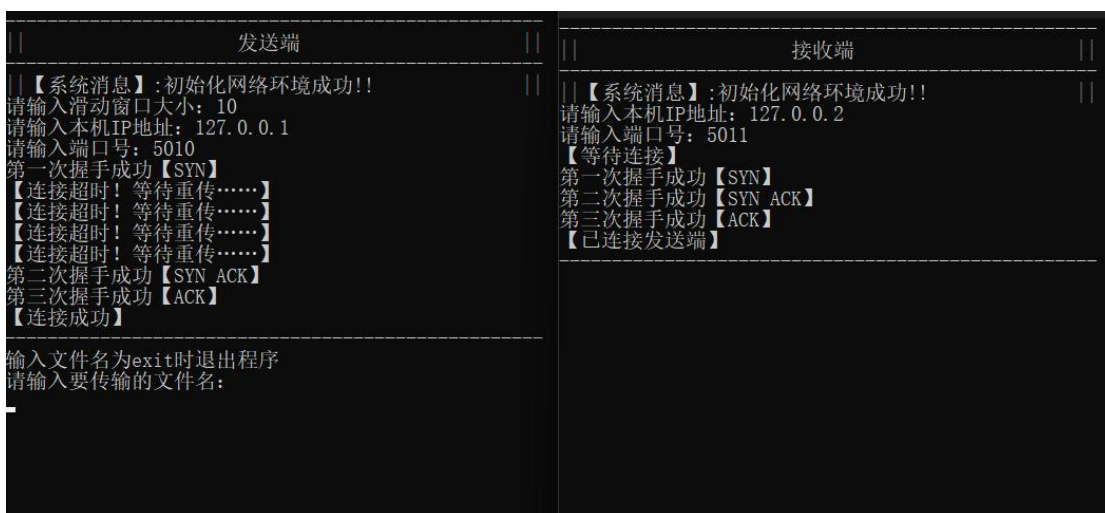 || 发送端 ||
||【系统消息】:初始化网络环境成功!! ||
请输入滑动窗口大小: 10
请输入本机IP地址: 127.0.0.1
请输入端口号: 5010
第一次握手成功【SYN】
【连接超时! 等待重传……】
【连接超时! 等待重传……】
【连接超时! 等待重传……】
【连接超时! 等待重传……】
第二次握手成功【SYN ACK】
第三次握手成功【ACK】
【连接成功】
输入文件名为exit时退出程序
请输入要传输的文件名:
|| 接收端 ||
||【系统消息】:初始化网络环境成功!! ||
请输入本机IP地址: 127.0.0.2
请输入端口号: 5011
【等待连接】
第一次握手成功【SYN】
第二次握手成功【SYN ACK】
第三次握手成功【ACK】
【已连接发送端】